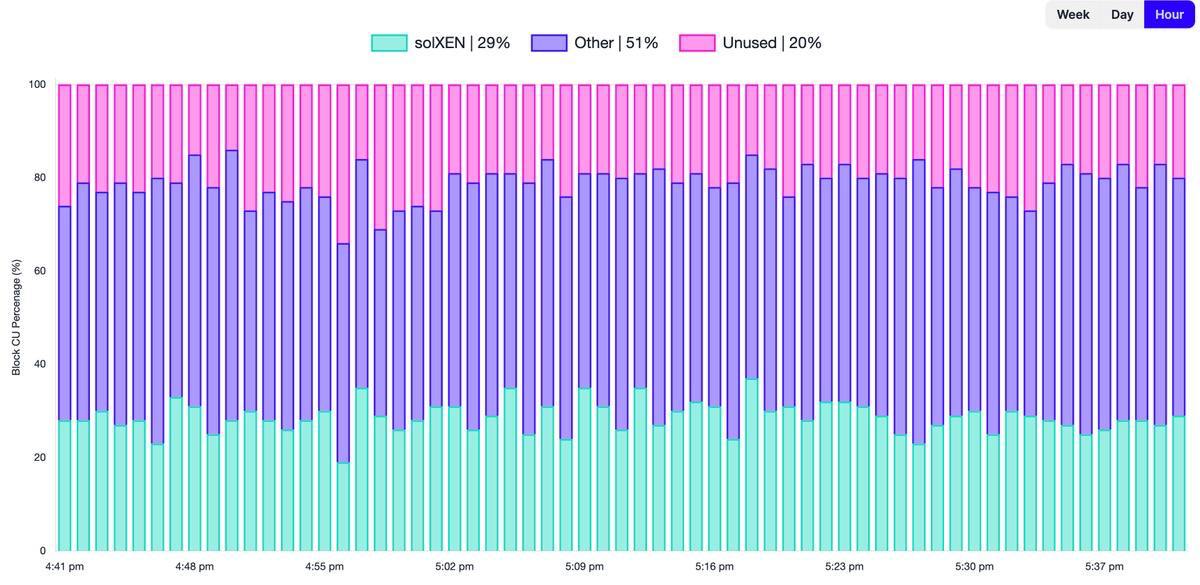 Week Day Hour
solXEN | 29% Other | 51% Unused | 20%
Block CU Percenage (%)
100
80
60
40
20
0
4:41 pm 4:48 pm 4:55 pm 5:02 pm 5:09 pm 5:16 pm 5:23 pm 5:30 pm 5:37 pm